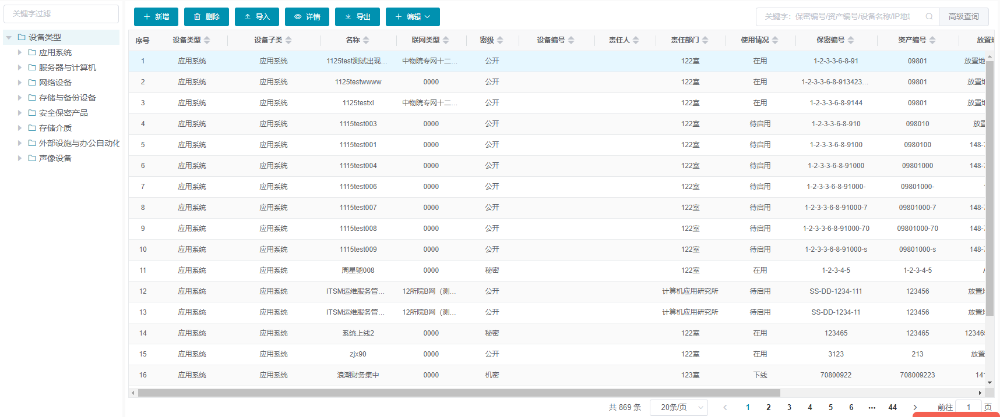 关键字过滤
设备类型
应用系统
服务器与计算机
网络设备
存储与备份设备
安全保密产品
存储介质
外部设施与办公自动化
声像设备
新增 删除 导入 详情 导出 编辑
关键字：保密编号/资产编号/设备名称/IP地址 高级查询
序号 设备类型 设备子类 名称 联网类型 密级 设备编号 责任人 责任部门 使用情况 保密编号 资产编号 放置地
1 应用系统 应用系统 1125test测试出现... 中物院专网十二... 公开 122室 在用 1-2-3-3-6-8-91 09801 放置地
2 应用系统 应用系统 1125testwwww 0000 公开 122室 在用 1-2-3-3-6-8-913423... 09801 放置地
3 应用系统 应用系统 1125testxl 中物院专网十二... 公开 122室 在用 1-2-3-3-6-8-9144 09801 放置地
4 应用系统 应用系统 1115test003 0000 公开 122室 待启用 1-2-3-3-6-8-910 098010 放置
5 应用系统 应用系统 1115test001 0000 公开 122室 待启用 1-2-3-3-6-8-9100 0980100 148-7
6 应用系统 应用系统 1115test004 0000 公开 122室 待启用 1-2-3-3-6-8-91000 09801000 148-7
7 应用系统 应用系统 1115test006 0000 公开 122室 待启用 1-2-3-3-6-8-91000- 09801000-
8 应用系统 应用系统 1115test007 0000 公开 122室 待启用 1-2-3-3-6-8-91000-7 09801000-7 148-7
9 应用系统 应用系统 1115test008 0000 公开 122室 待启用 1-2-3-3-6-8-91000-70 09801000-70 148-7
10 应用系统 应用系统 1115test009 0000 公开 122室 待启用 1-2-3-3-6-8-91000-s 09801000-s 148-7
11 应用系统 应用系统 周星驰008 0000 秘密 122室 在用 1-2-3-4-5 1-2-3-4-5
12 应用系统 应用系统 ITSM运维服务管... 12所院B网（测... 公开 计算机应用研究所 待启用 SS-DD-1234-111 123456 放置地
13 应用系统 应用系统 ITSM运维服务管... 12所院B网（测... 公开 计算机应用研究所 待启用 SS-DD-1234-11 123456 放置地
14 应用系统 应用系统 系统上线2 0000 秘密 122室 在用 123465 123465 12346
15 应用系统 应用系统 zjx90 0000 公开 122室 在用 3123 213 放置
16 应用系统 应用系统 浪潮财务集中 0000 机密 123室 下线 70800922 708009223 141
共 869 条 20条/页 1 2 3 4 5 6 ••• 44 前往 1 页